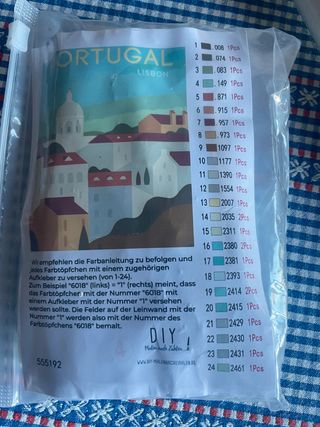 ORTUGAL
LISBON
1 .008 1Pcs
2 .074 1Pcs
3 .083 1Pcs
4 .149 1Pcs
5 .871 1Pcs
6 .915 1Pcs
7 .957 1Pcs
8 .973 1Pcs
9 1097 1Pcs
10 1177 1Pcs
11 1390 1Pcs
12 1554 1Pcs
13 2007 1Pcs
14 2035 2Pcs
15 2311 1Pcs
16 2380 2Pcs
17 2381 1Pcs
18 2393 1Pcs
19 2414 2Pcs
20 2415 1Pcs
21 2429 1Pcs
22 2430 1Pcs
23 2431 1Pcs
24 2461 1Pcs
Wir empfehlen die Farbanleitung zu befolgen und
jedes Farbtöpfchen mit einem zugehörigen
Aufkleber zu versehen (von 1-24).
Zum Beispiel "6018" (links) = "1" (rechts) meint, dass
das Farbtöpfchen mit der Nummer "6018" mit
einem Aufkleber mit der Nummer "1" versehen
werden sollte. Die Felder auf der Leinwand mit der
Nummer "1" werden also mit der Nummer des
Farbtöpfchens "6018" bemalt.
DIY
Malen nach Zahlen
555192